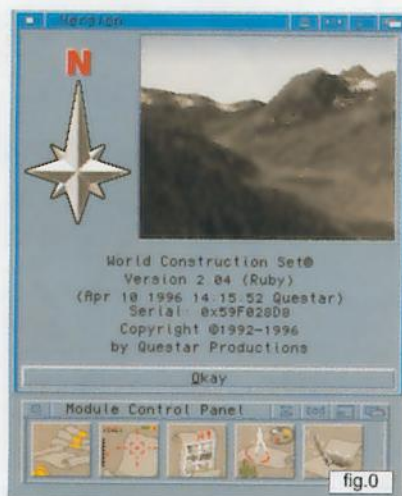 Version
N
World Construction Set®
Version 2.04 (Ruby)
(Apr 10 1996 14:15:52 Questar)
Serial: 0x59F028D8
Copyright ©1992-1996
by Questar Productions
Okay
Module Control Panel
fig.0